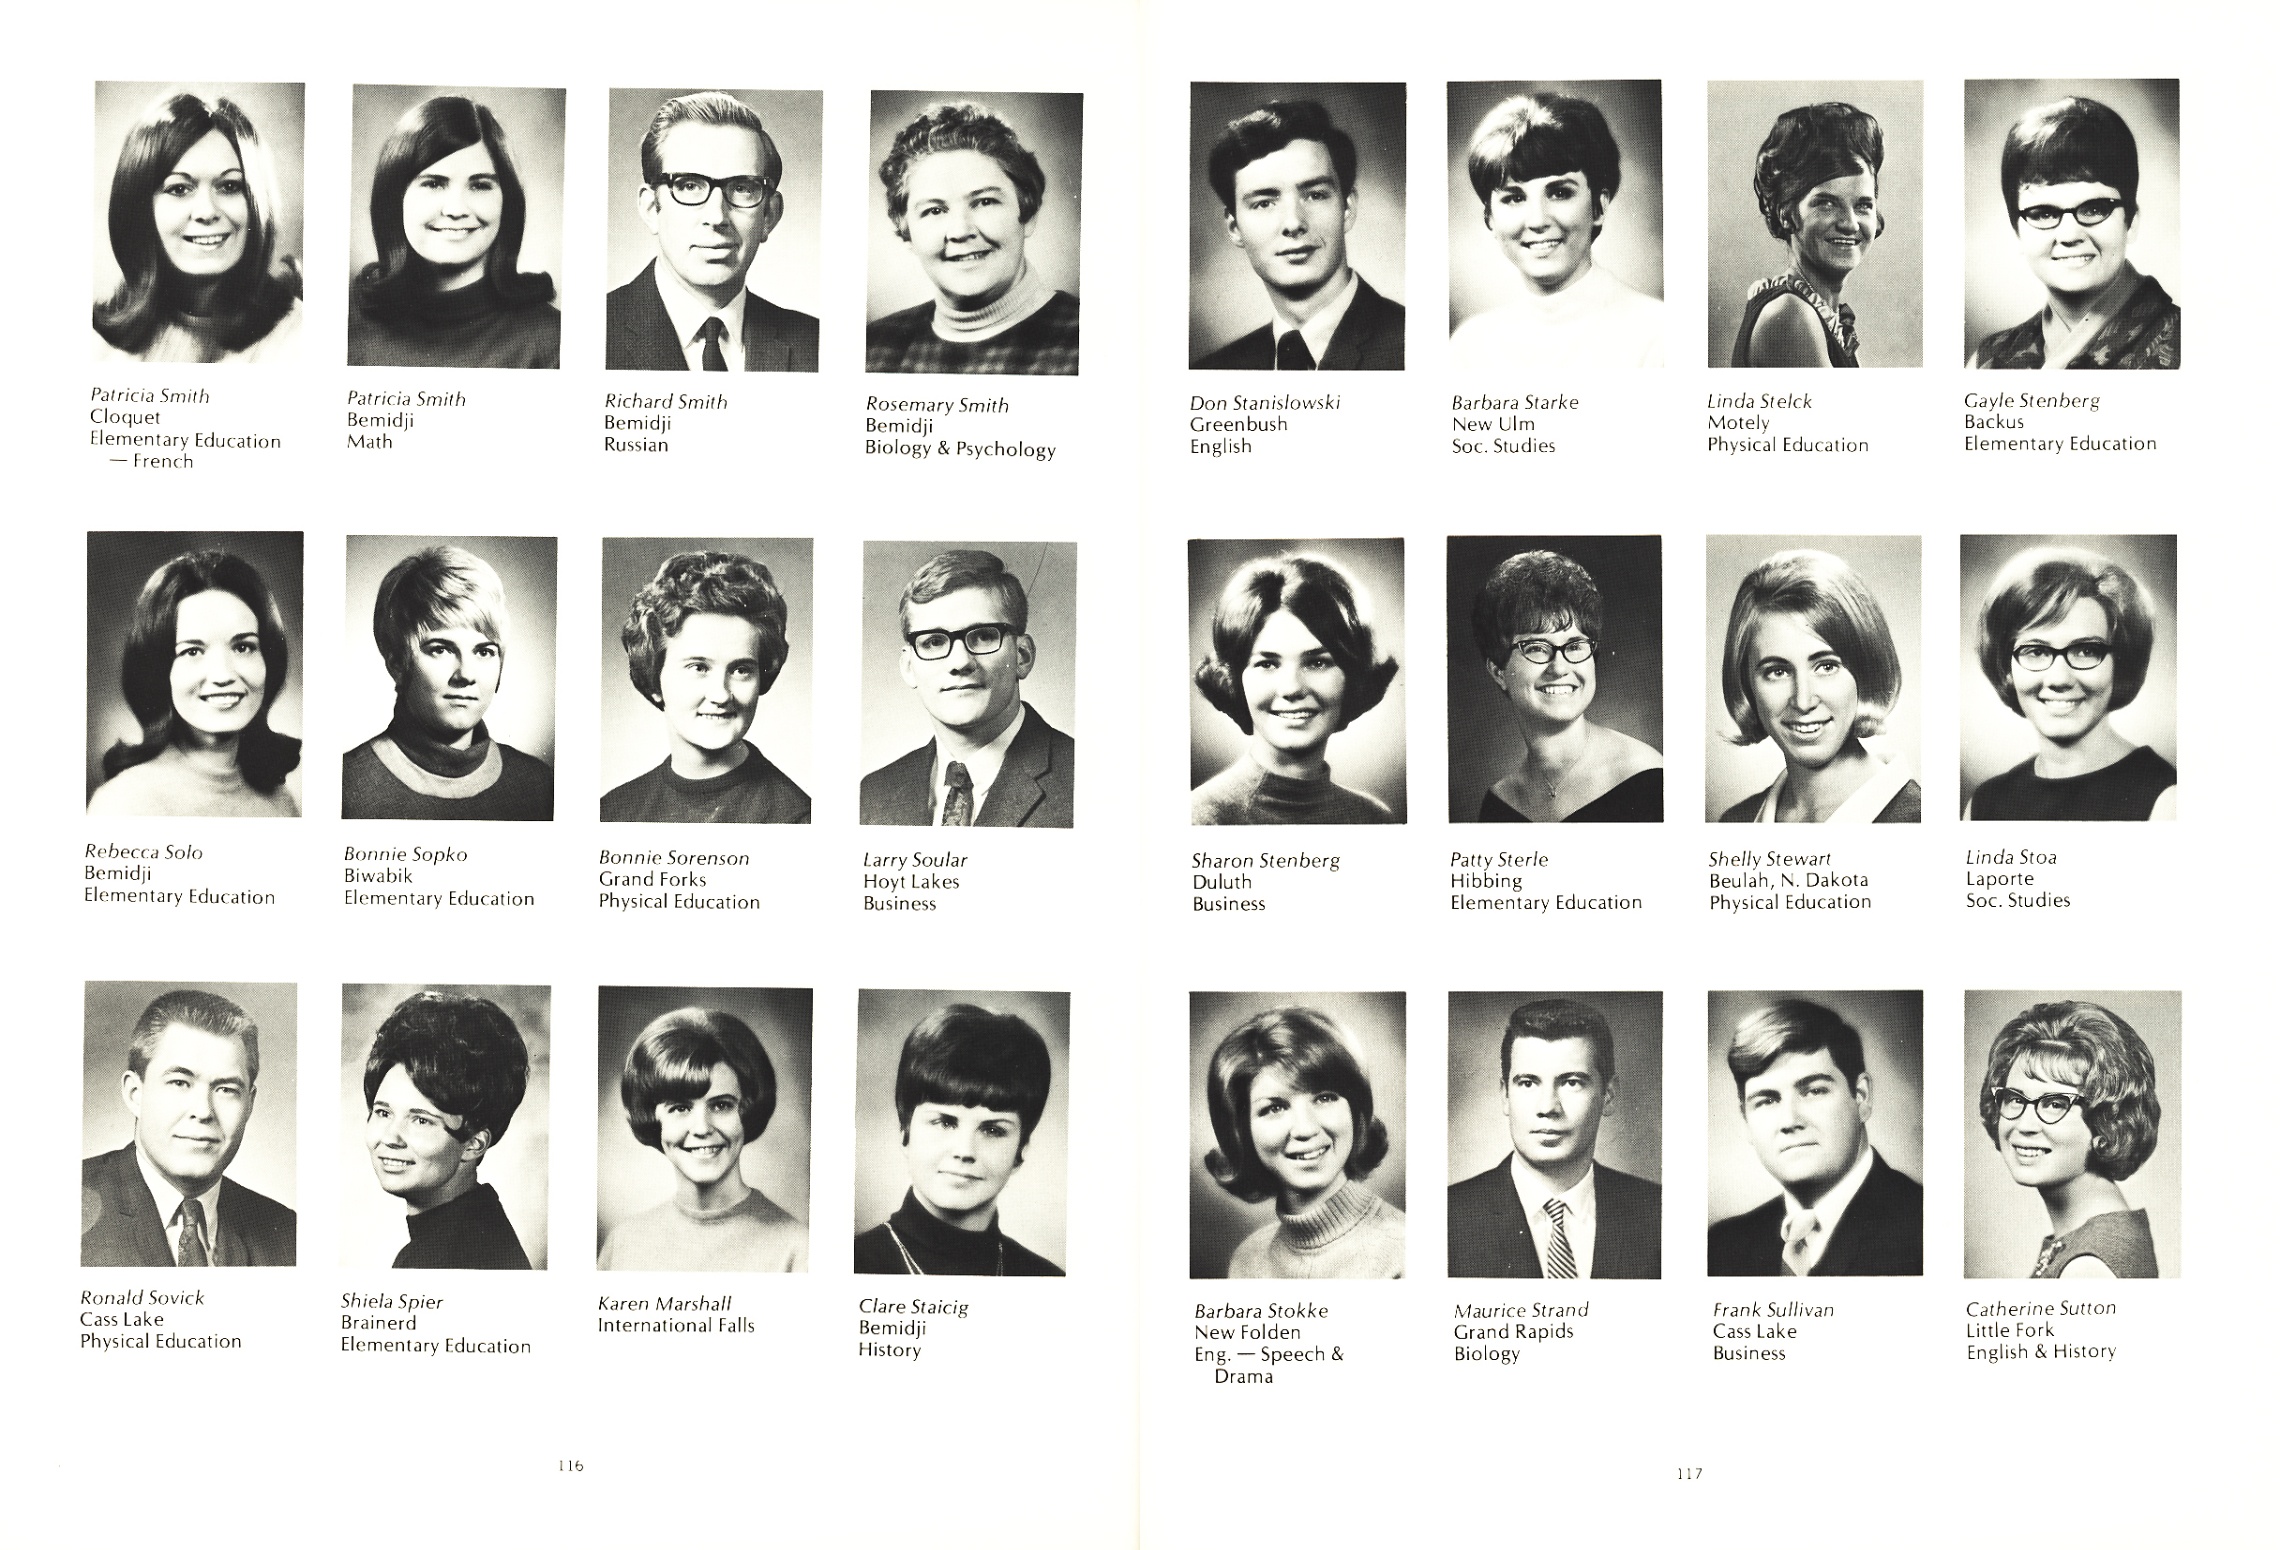 Patricia Smith
Cloquet
Elementary Education
— French
Patricia Smith
Bemidji
Math
Richard Smith
Bemidji
Russian
Rosemary Smith
Bemidji
Biology & Psychology
Rebecca Solo
Bemidji
Elementary Education
Bonnie Sopko
Biwabik
Elementary Education
Bonnie Sorenson
Grand Forks
Physical Education
Larry Soular
Hoyt Lakes
Business
Ronald Sovick
Cass Lake
Physical Education
Shiela Spier
Brainerd
Elementary Education
Karen Marshall
International Falls
Clare Staicig
Bemidji
History
116
Don Stanislowski
Greenbush
English
Barbara Starke
New Ulm
Soc. Studies
Linda Stelck
Motely
Physical Education
Gayle Stenberg
Backus
Elementary Education
Sharon Stenberg
Duluth
Business
Patty Sterle
Hibbing
Elementary Education
Shelly Stewart
Beulah, N. Dakota
Physical Education
Linda Stoa
Laporte
Soc. Studies
Barbara Stokke
New Folden
Eng. — Speech &
Drama
Maurice Strand
Grand Rapids
Biology
Frank Sullivan
Cass Lake
Business
Catherine Sutton
Little Fork
English & History
117